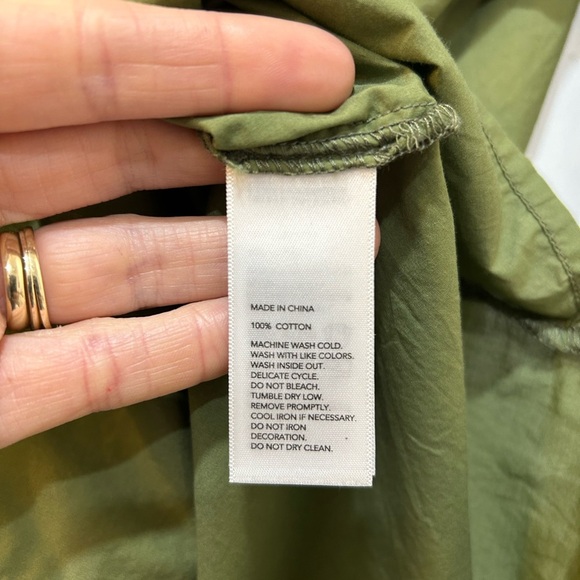 MADE IN CHINA
100% COTTON
MACHINE WASH COLD.
WASH WITH LIKE COLORS.
WASH INSIDE OUT.
DELICATE CYCLE.
DO NOT BLEACH.
TUMBLE DRY LOW.
REMOVE PROMPTLY.
COOL IRON IF NECESSARY.
DO NOT IRON
DECORATION.
DO NOT DRY CLEAN.